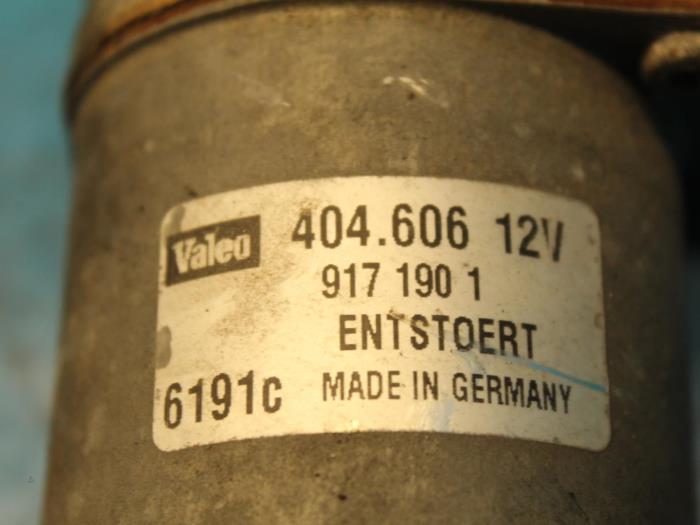 Valeo 404.606 12V
917 190 1
ENTSTOERT
6191c MADE IN GERMANY